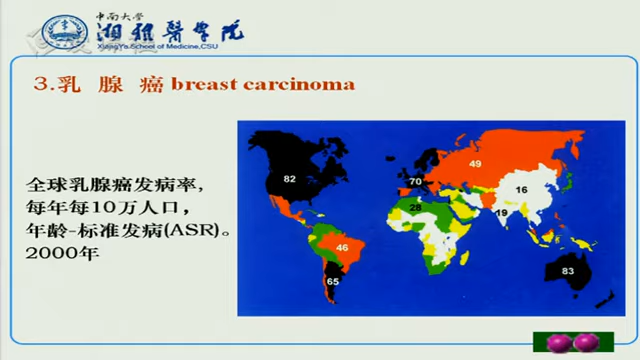 中南大学
湘雅医学院
XiangYa School of Medicine,CSU
3.乳 腺 癌 breast carcinoma
全球乳腺癌发病率,
每年每10万人口,
年龄-标准发病(ASR)。
2000年
82
70
49
16
28
19
46
65
83